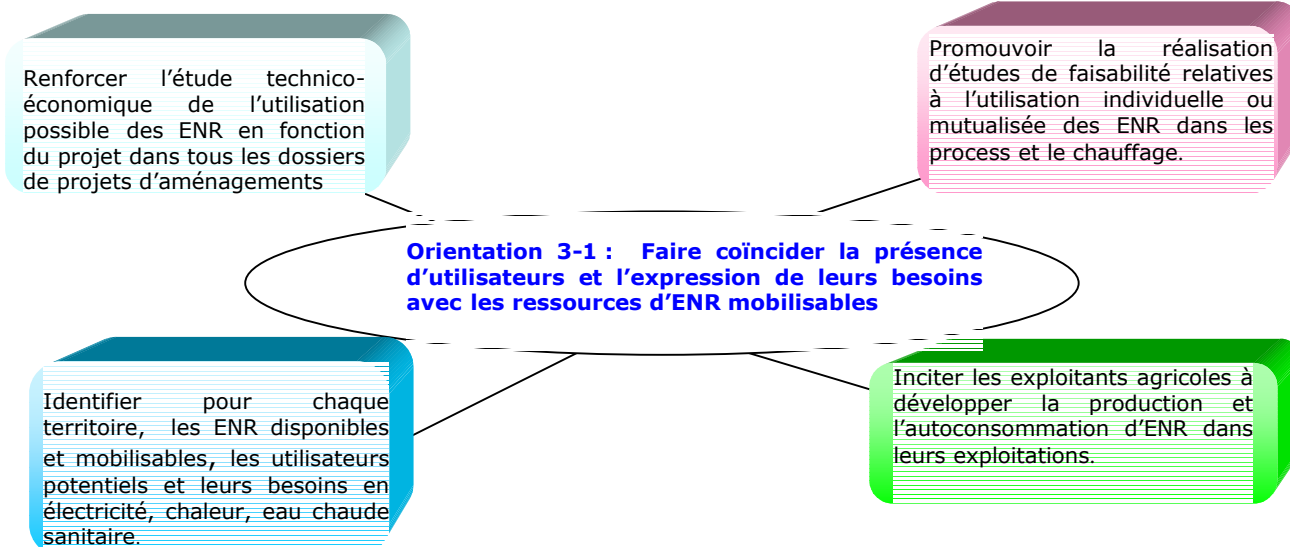 Renforcer l'étude technico-
économique de l'utilisation
possible des ENR en fonction
du projet dans tous les dossiers
de projets d'aménagements
Promouvoir la réalisation
d'études de faisabilité relatives
à l'utilisation individuelle ou
mutualisée des ENR dans les
process et le chauffage.
Orientation 3-1 : Faire coïncider la présence
d'utilisateurs et l'expression de leurs besoins
avec les ressources d'ENR mobilisables
Identifier pour chaque
territoire, les ENR disponibles
et mobilisables, les utilisateurs
potentiels et leurs besoins en
électricité, chaleur, eau chaude
sanitaire.
Inciter les exploitants agricoles à
développer la production et
l'autoconsommation d'ENR dans
leurs exploitations.